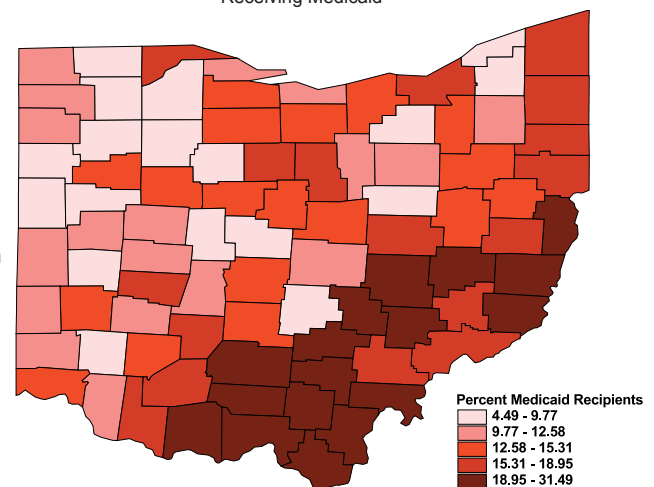 Receiving Medicaid
Percent Medicaid Recipients
4.49 - 9.77
9.77 - 12.58
12.58 - 15.31
15.31 - 18.95
18.95 - 31.49